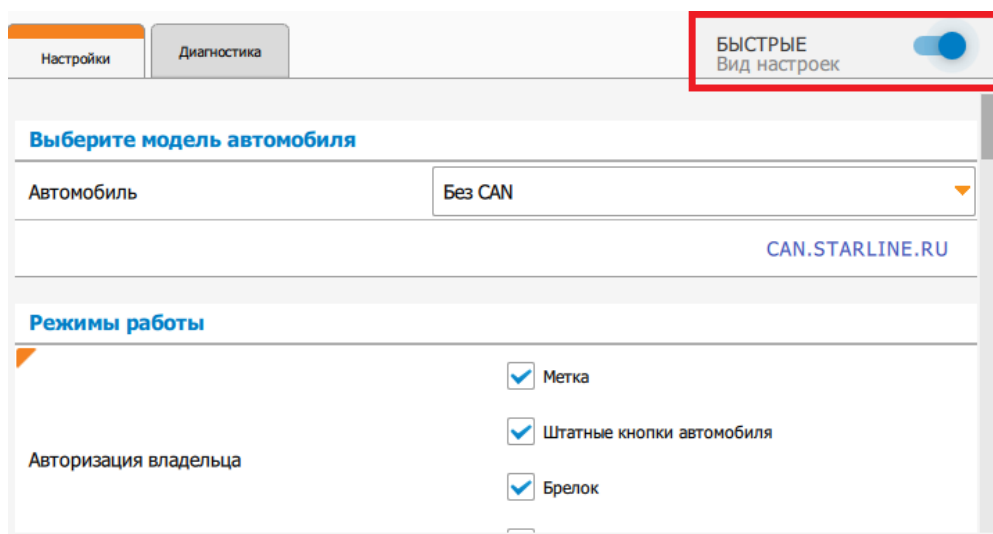 Настройки
Диагностика
БЫСТРЫЕ
Вид настроек
Выберите модель автомобиля
Автомобиль
Без CAN
CAN.STARLINE.RU
Режимы работы
Метка
Штатные кнопки автомобиля
Авторизация владельца
Брелок